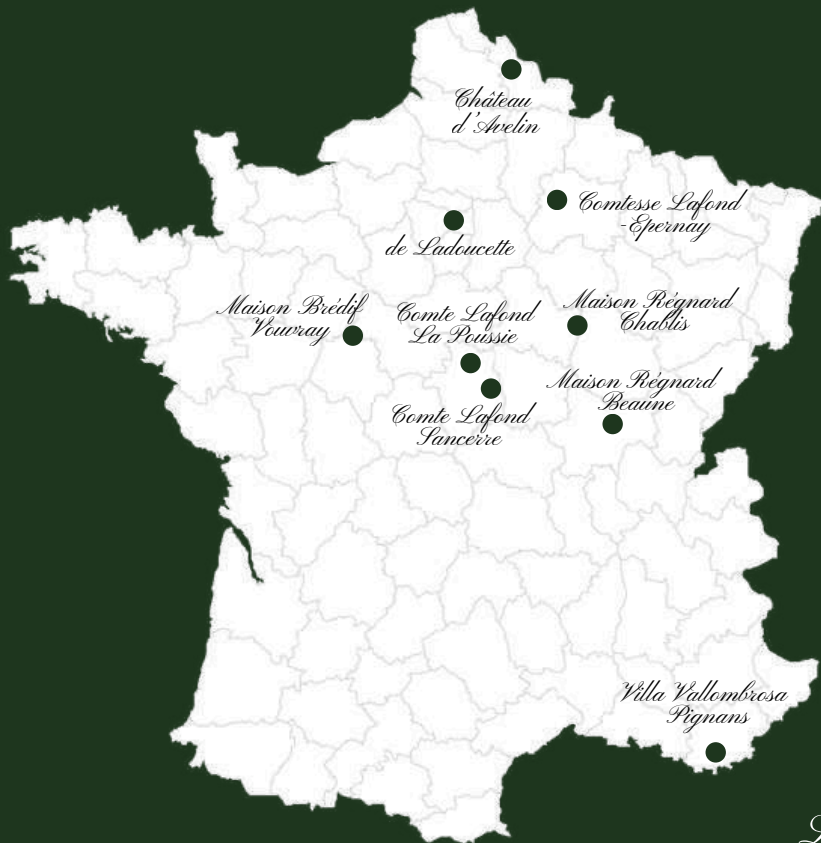 Château
d'Avelin
Comtesse Lafond
-Epernay
de Ladoucette
Maison Brédif
Vouvray
Comte Lafond
La Poussie
Maison Régnard
Chablis
Maison Régnard
Beaune
Comte Lafond
Sancerre
Villa Vallombrosa
Pignans